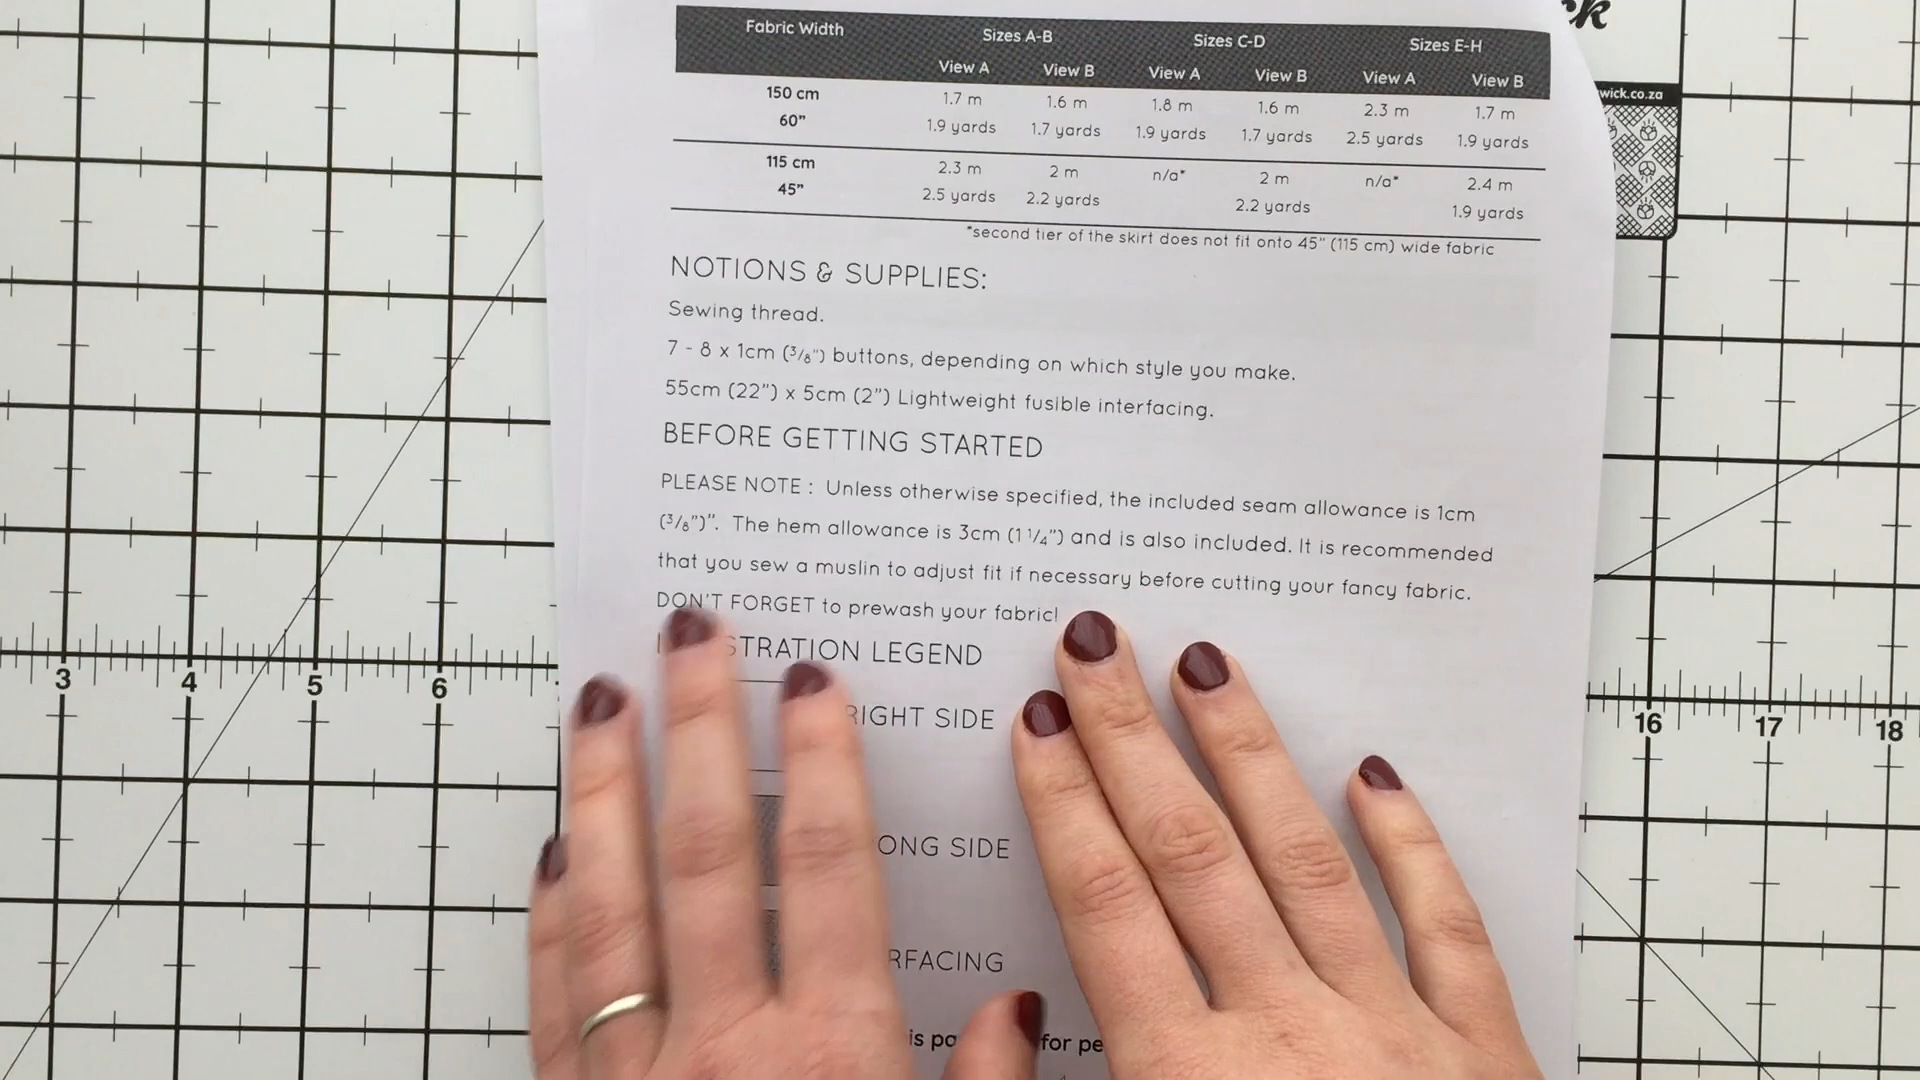 Fabric Width Sizes A-B Sizes C-D Sizes E-H
View A View B View A View B View A View B
150 cm 1.7 m 1.6 m 1.8 m 1.6 m 2.3 m 1.7 m
60” 1.9 yards 1.7 yards 1.9 yards 1.7 yards 2.5 yards 1.9 yards
115 cm 2.3 m 2 m n/a* 2 m n/a* 2.4 m
45” 2.5 yards 2.2 yards 2.2 yards 1.9 yards
*second tier of the skirt does not fit onto 45” (115 cm) wide fabric
NOTIONS & SUPPLIES:
Sewing thread.
7 - 8 x 1cm (3/8”) buttons, depending on which style you make.
55cm (22”) x 5cm (2”) Lightweight fusible interfacing.
BEFORE GETTING STARTED
PLEASE NOTE : Unless otherwise specified, the included seam allowance is 1cm
(3/8”)”. The hem allowance is 3cm (1 1/4”) and is also included. It is recommended
that you sew a muslin to adjust fit if necessary before cutting your fancy fabric.
DON'T FORGET to prewash your fabric!
STRATION LEGEND
RIGHT SIDE
ONG SIDE
RFACING
is for pe
wick.co.za
3 4 5 6 16 17 18